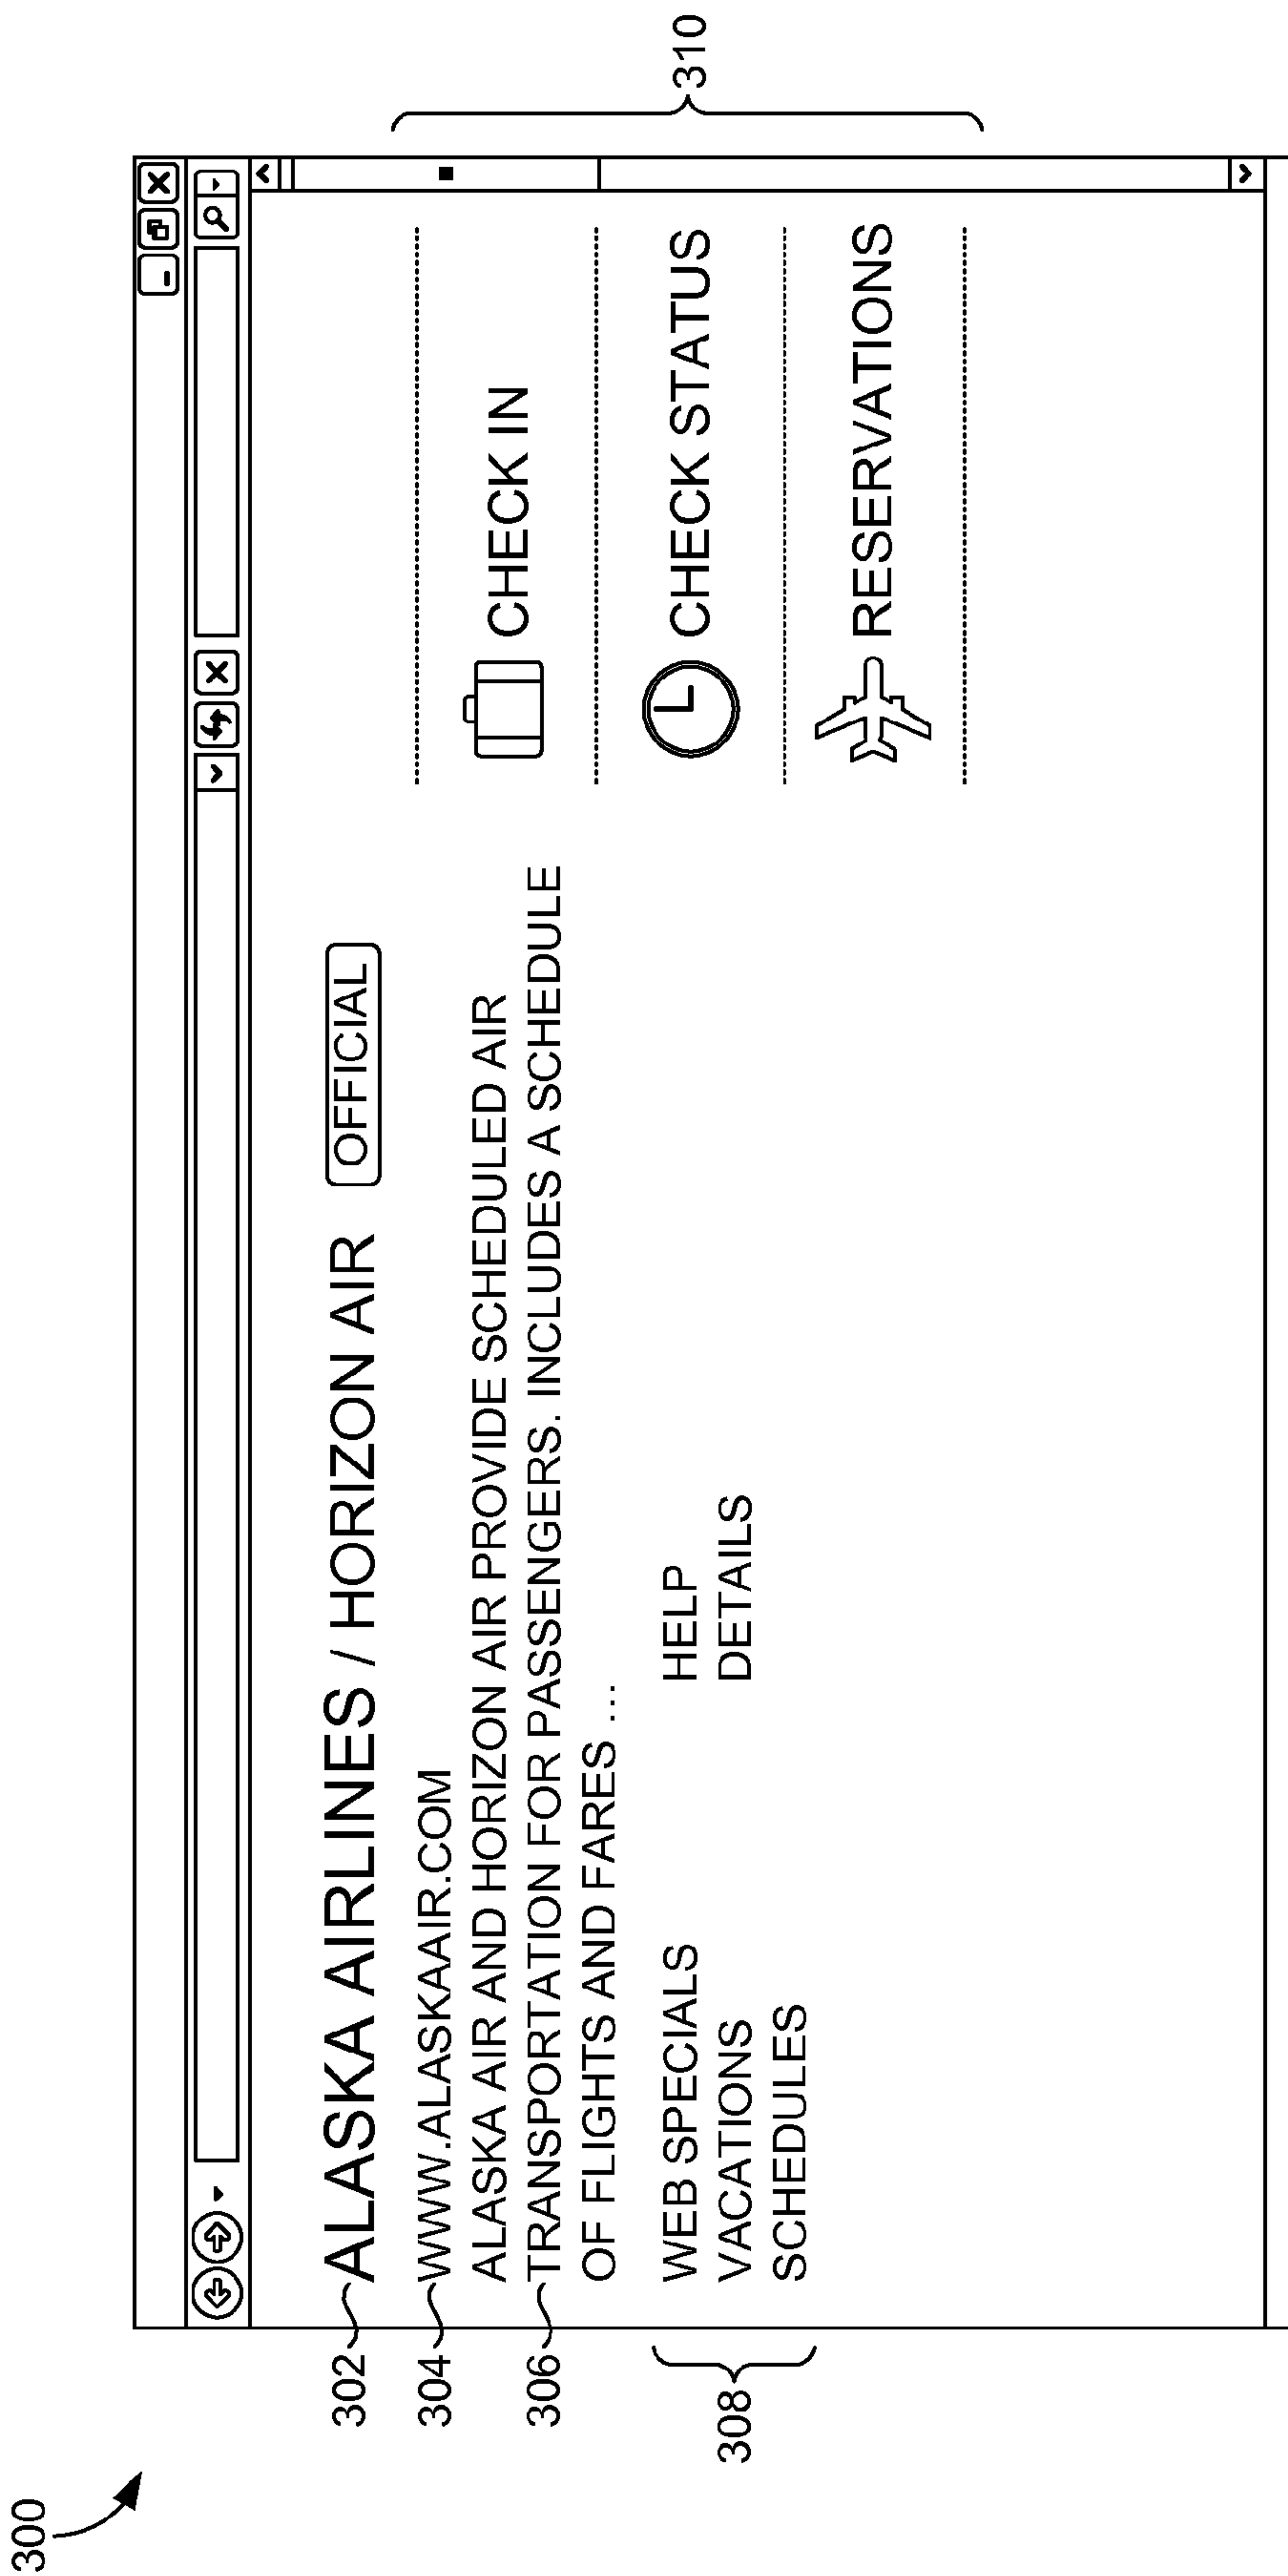 300
310
302 ALASKA AIRLINES / HORIZON AIR OFFICIAL
304 WWW.ALASKAAIR.COM
ALASKA AIR AND HORIZON AIR PROVIDE SCHEDULED AIR
306 TRANSPORTATION FOR PASSENGERS. INCLUDES A SCHEDULE
OF FLIGHTS AND FARES ...
308
WEB SPECIALS HELP
VACATIONS DETAILS
SCHEDULES
CHECK IN
CHECK STATUS
RESERVATIONS